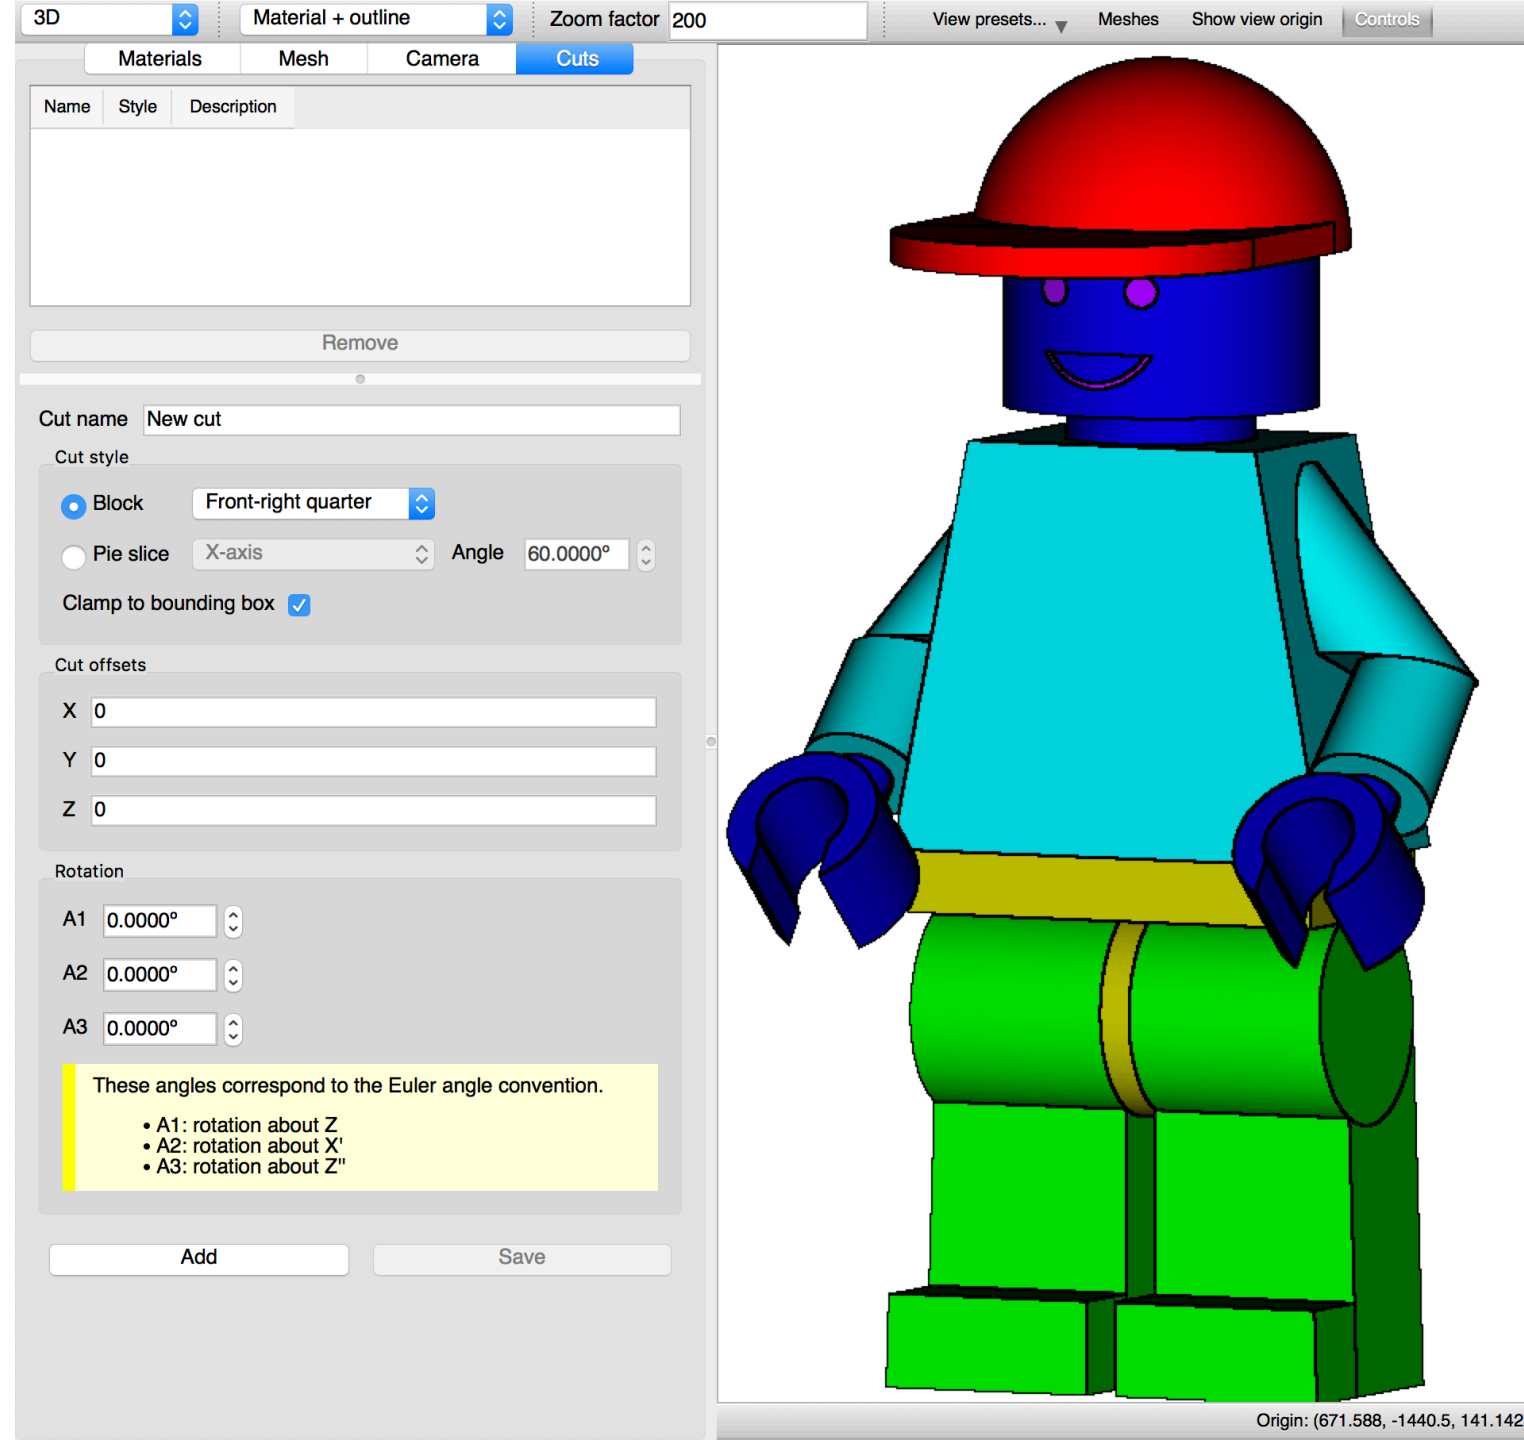 3D Material + outline Zoom factor 200 View presets... Meshes Show view origin Controls
Materials Mesh Camera Cuts
Name Style Description
Remove
Cut name New cut
Cut style
Block Front-right quarter
Pie slice X-axis Angle 60.0000°
Clamp to bounding box
Cut offsets
X 0
Y 0
Z 0
Rotation
A1 0.0000°
A2 0.0000°
A3 0.0000°
These angles correspond to the Euler angle convention.
• A1: rotation about Z
• A2: rotation about X'
• A3: rotation about Z"
Add Save
Origin: (671.588, -1440.5, 141.142